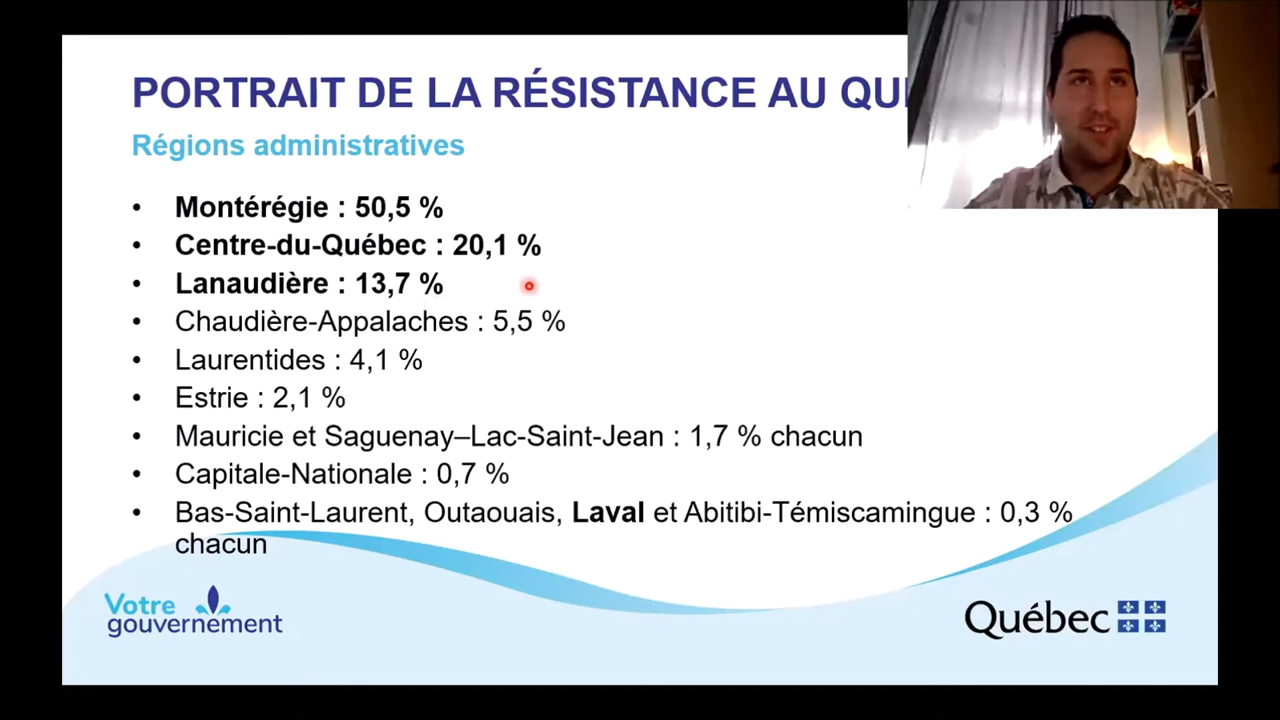 PORTRAIT DE LA RÉSISTANCE AU
Régions administratives
• Montérégie : 50,5 %
• Centre-du-Québec : 20,1 %
• Lanaudière : 13,7 %
• Chaudière-Appalaches : 5,5 %
• Laurentides : 4,1 %
• Estrie : 2,1 %
• Mauricie et Saguenay–Lac-Saint-Jean : 1,7 % chacun
• Capitale-Nationale : 0,7 %
• Bas-Saint-Laurent, Outaouais, Laval et Abitibi-Témiscamingue : 0,3 %
chacun
Votre
gouvernement
Québec